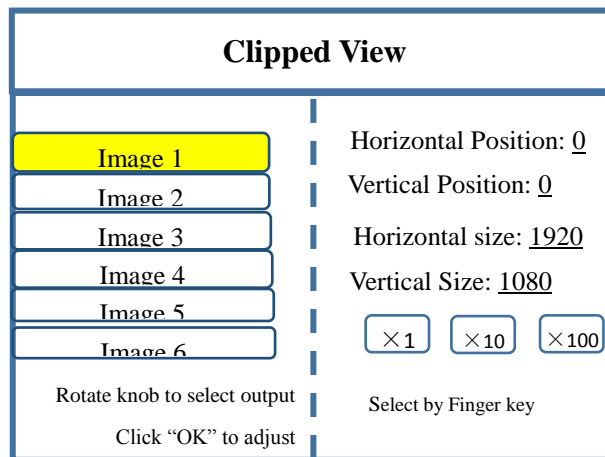 Clipped View
Image 1
Image 2
Image 3
Image 4
Image 5
Image 6
Rotate knob to select output
Click “OK” to adjust
Horizontal Position: 0
Vertical Position: 0
Horizontal size: 1920
Vertical Size: 1080
×1 ×10 ×100
Select by Finger key